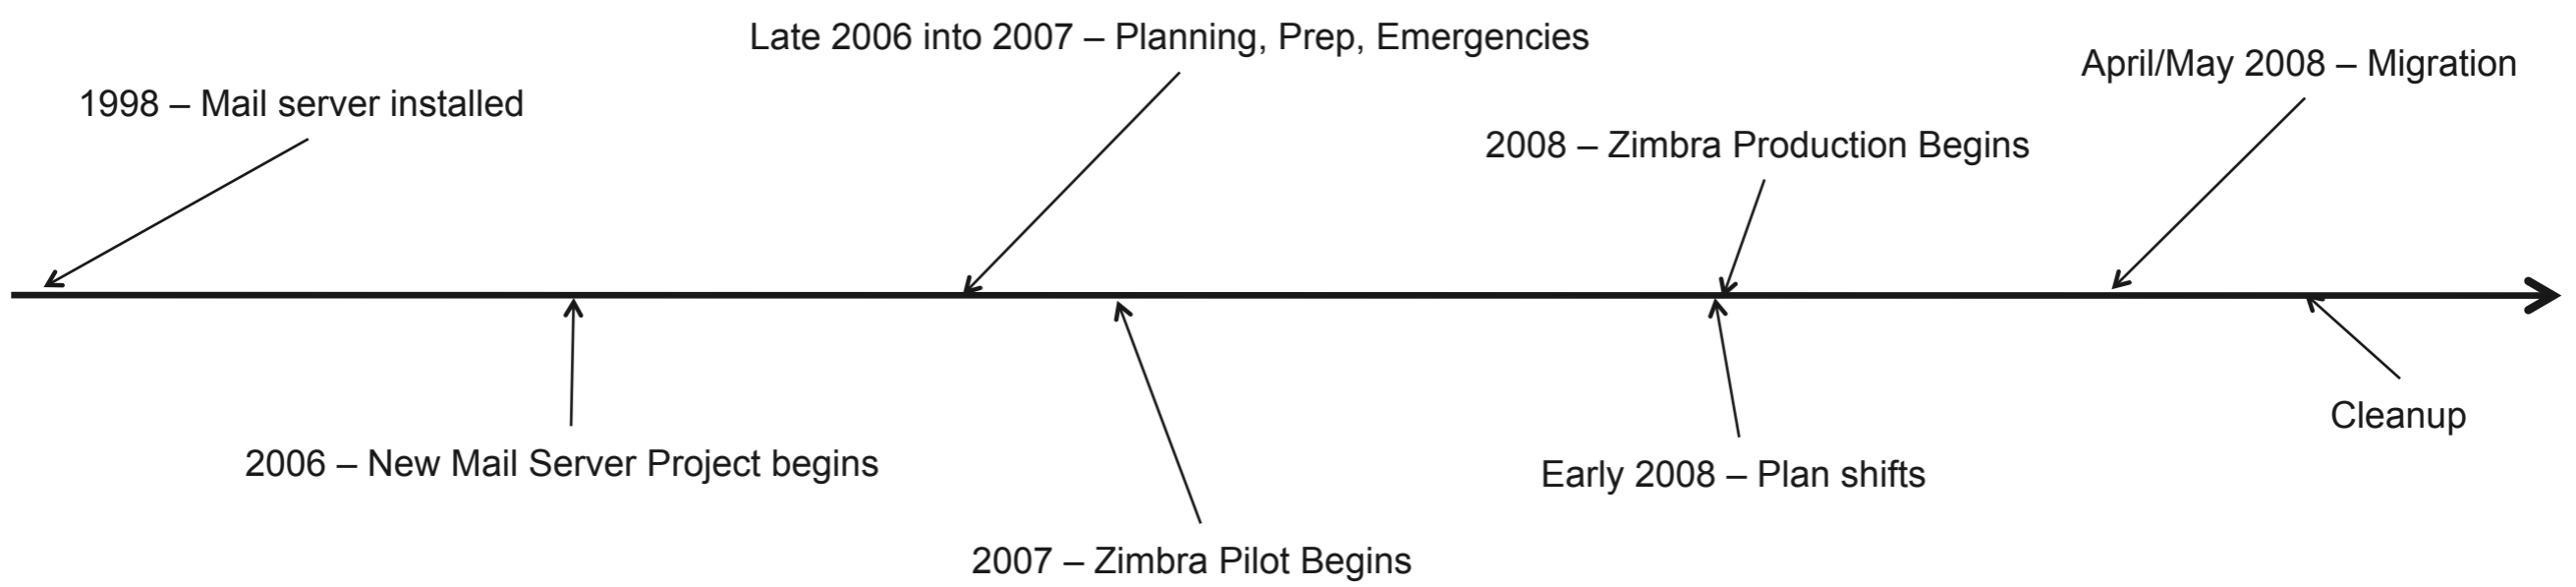 Late 2006 into 2007 – Planning, Prep, Emergencies
April/May 2008 – Migration
1998 – Mail server installed
2008 – Zimbra Production Begins
Cleanup
2006 – New Mail Server Project begins
Early 2008 – Plan shifts
2007 – Zimbra Pilot Begins